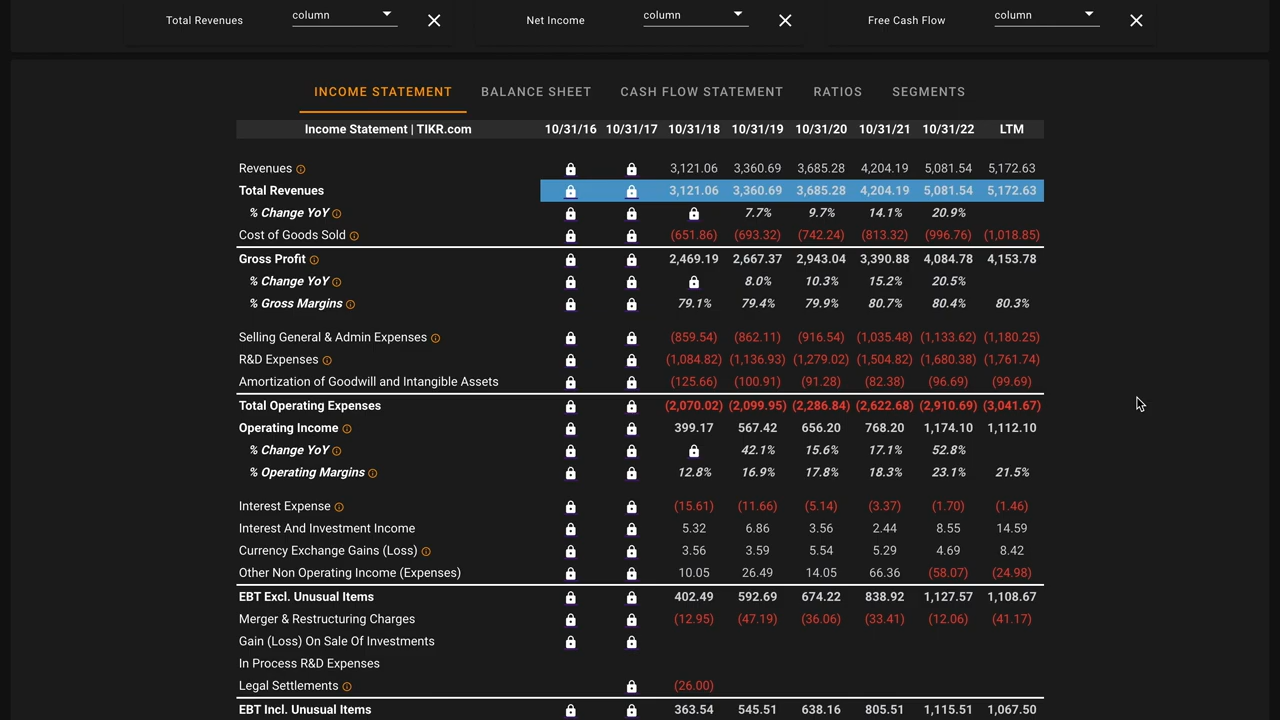 Total Revenues column Net Income column Free Cash Flow column
INCOME STATEMENT BALANCE SHEET CASH FLOW STATEMENT RATIOS SEGMENTS
Income Statement | TIKR.com 10/31/16 10/31/17 10/31/18 10/31/19 10/31/20 10/31/21 10/31/22 LTM
Revenues 3,121.06 3,360.69 3,685.28 4,204.19 5,081.54 5,172.63
Total Revenues 3,121.06 3,360.69 3,685.28 4,204.19 5,081.54 5,172.63
% Change YoY 7.7% 9.7% 14.1% 20.9%
Cost of Goods Sold (651.86) (693.32) (742.24) (813.32) (996.76) (1,018.85)
Gross Profit 2,469.19 2,667.37 2,943.04 3,390.88 4,084.78 4,153.78
% Change YoY 8.0% 10.3% 15.2% 20.5%
% Gross Margins 79.1% 79.4% 79.9% 80.7% 80.4% 80.3%
Selling General & Admin Expenses (859.54) (862.11) (916.54) (1,035.48) (1,133.62) (1,180.25)
R&D Expenses (1,084.82) (1,136.93) (1,279.02) (1,504.82) (1,680.38) (1,761.74)
Amortization of Goodwill and Intangible Assets (125.66) (100.91) (91.28) (82.38) (96.69) (99.69)
Total Operating Expenses (2,070.02) (2,099.95) (2,286.84) (2,622.68) (2,910.69) (3,041.67)
Operating Income 399.17 567.42 656.20 768.20 1,174.10 1,112.10
% Change YoY 42.1% 15.6% 17.1% 52.8%
% Operating Margins 12.8% 16.9% 17.8% 18.3% 23.1% 21.5%
Interest Expense (15.61) (11.66) (5.14) (3.37) (1.70) (1.46)
Interest And Investment Income 5.32 6.86 3.56 2.44 8.55 14.59
Currency Exchange Gains (Loss) 3.56 3.59 5.54 5.29 4.69 8.42
Other Non Operating Income (Expenses) 10.05 26.49 14.05 66.36 (58.07) (24.98)
EBT Excl. Unusual Items 402.49 592.69 674.22 838.92 1,127.57 1,108.67
Merger & Restructuring Charges (12.95) (47.19) (36.06) (33.41) (12.06) (41.17)
Gain (Loss) On Sale Of Investments
In Process R&D Expenses
Legal Settlements (26.00)
EBT Incl. Unusual Items 363.54 545.51 638.16 805.51 1,115.51 1,067.50